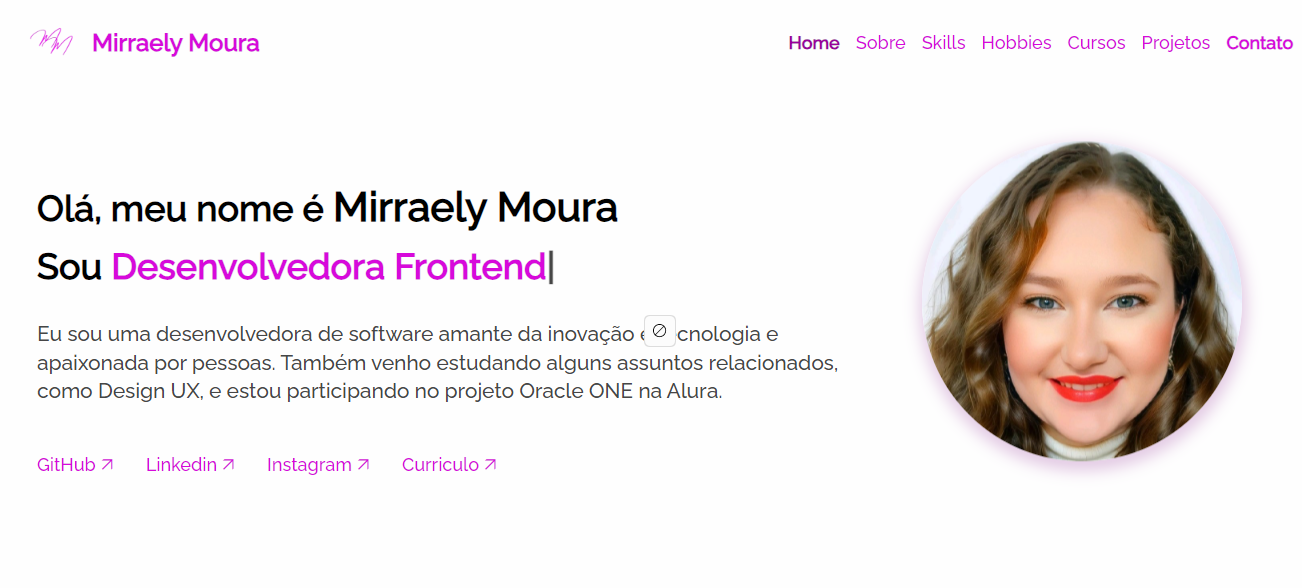 MM Mirraely Moura
Home Sobre Skills Hobbies Cursos Projetos Contato
Olá, meu nome é Mirraely Moura
Sou Desenvolvedora Frontend|
Eu sou uma desenvolvedora de software amante da inovação e tecnologia e
apaixonada por pessoas. Também venho estudando alguns assuntos relacionados,
como Design UX, e estou participando no projeto Oracle ONE na Alura.
GitHub Linkedin Instagram Curriculo